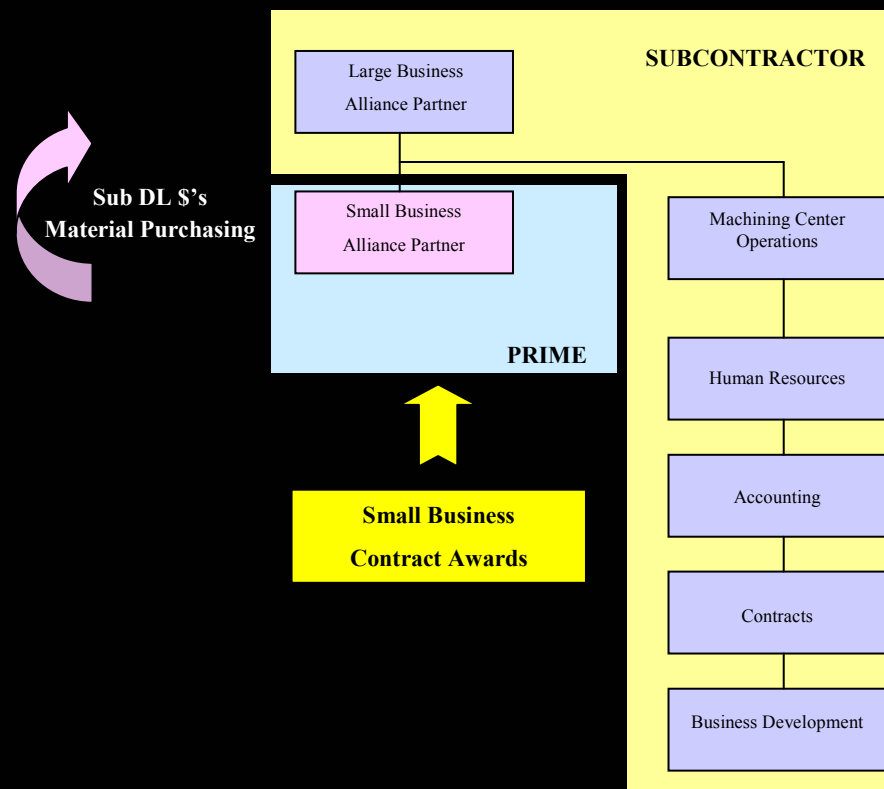 SUBCONTRACTOR
Large Business
Alliance Partner
Sub DL $’s
Material Purchasing
Small Business
Alliance Partner
PRIME
Small Business
Contract Awards
Machining Center
Operations
Human Resources
Accounting
Contracts
Business Development